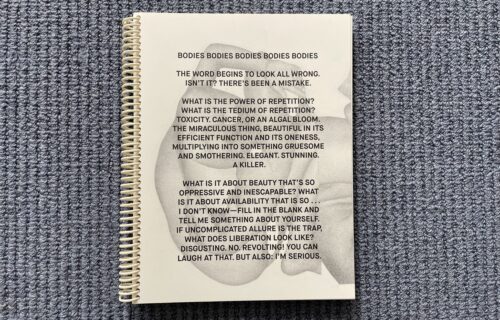 BODIES BODIES BODIES BODIES BODIES
THE WORD BEGINS TO LOOK ALL WRONG.
ISN'T IT? THERE'S BEEN A MISTAKE.
WHAT IS THE POWER OF REPETITION?
WHAT IS THE TEDIUM OF REPETITION?
TOXICITY. CANCER, OR AN ALGAL BLOOM.
THE MIRACULOUS THING, BEAUTIFUL IN ITS
EFFICIENT FUNCTION AND ITS ONENESS,
MULTIPLYING INTO SOMETHING GRUESOME
AND SMOTHERING. ELEGANT. STUNNING.
A KILLER.
WHAT IS IT ABOUT BEAUTY THAT'S SO
OPPRESSIVE AND INESCAPABLE? WHAT
IS IT ABOUT AVAILABILITY THAT IS SO ...
I DON'T KNOW—FILL IN THE BLANK AND
TELL ME SOMETHING ABOUT YOURSELF.
IF UNCOMPLICATED ALLURE IS THE TRAP,
WHAT DOES LIBERATION LOOK LIKE?
DISGUSTING. NO. REVOLTING! YOU CAN
LAUGH AT THAT. BUT ALSO: I'M SERIOUS.